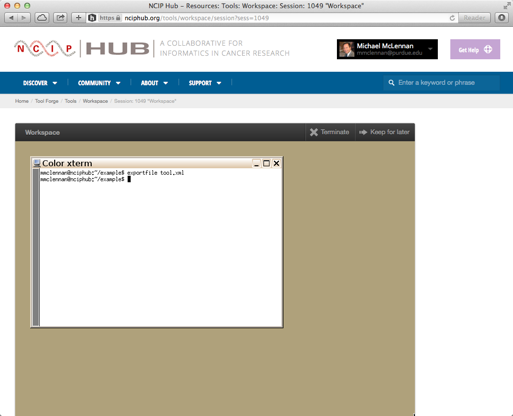 NCIP Hub – Resources: Tools: Workspace: Session: 1049 "Workspace"
https nciphub.org/tools/workspace/session?sess=1049
Reader
NCIP HUB
A COLLABORATIVE FOR
INFORMATICS IN CANCER RESEARCH
Michael McLennan
mmclennan@purdue.edu
Get Help
DISCOVER
COMMUNITY
ABOUT
SUPPORT
Enter a keyword or phrase
Home / Tool Forge / Tools / Workspace / Session: 1049 "Workspace"
Workspace
Terminate
Keep for later
Color xterm
mmclennan@nciphub:~/example# exportfile tool.xml
mmclennan@nciphub:~/example#